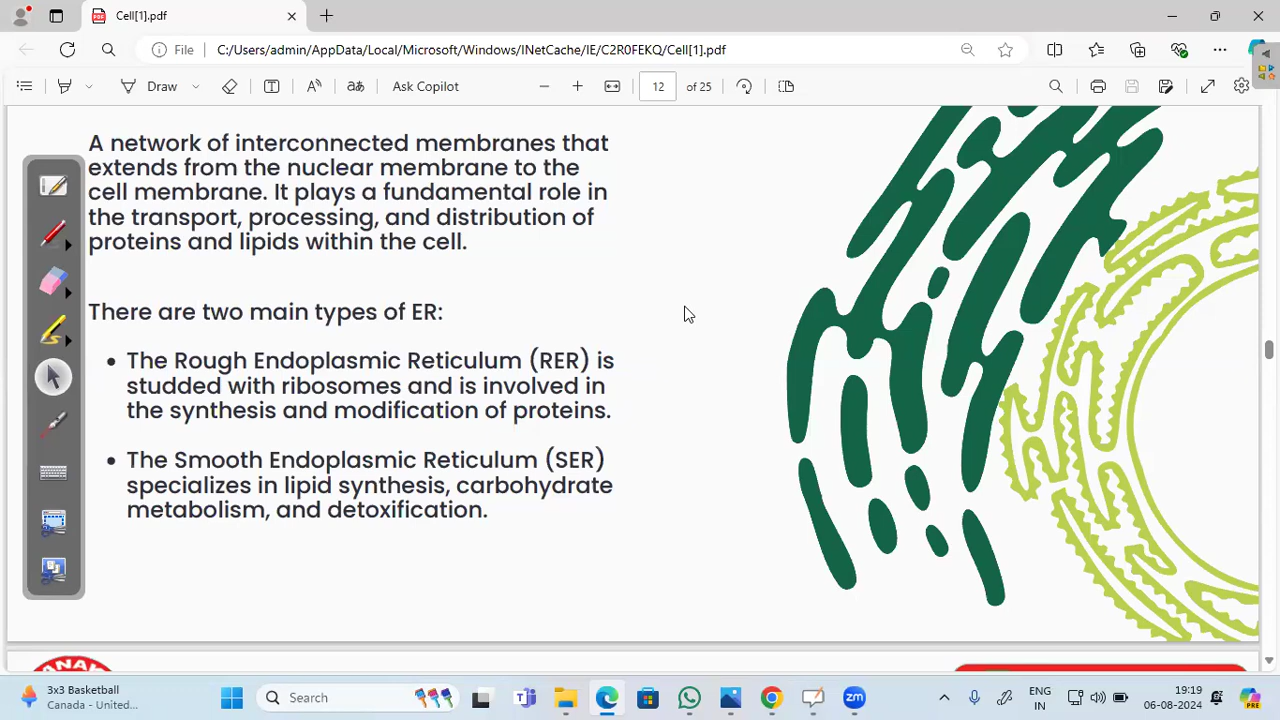 Cell[1].pdf
File
C:/Users/admin/AppData/Local/Microsoft/Windows/INetCache/IE/C2R0FEKQ/Cell[1].pdf
Draw
A
aあ
Ask Copilot
12 of 25
A network of interconnected membranes that
extends from the nuclear membrane to the
cell membrane. It plays a fundamental role in
the transport, processing, and distribution of
proteins and lipids within the cell.
There are two main types of ER:
• The Rough Endoplasmic Reticulum (RER) is
studded with ribosomes and is involved in
the synthesis and modification of proteins.
• The Smooth Endoplasmic Reticulum (SER)
specializes in lipid synthesis, carbohydrate
metabolism, and detoxification.
3x3 Basketball
Canada - United...
Search
zm
ENG
IN
19:19
06-08-2024
PRE